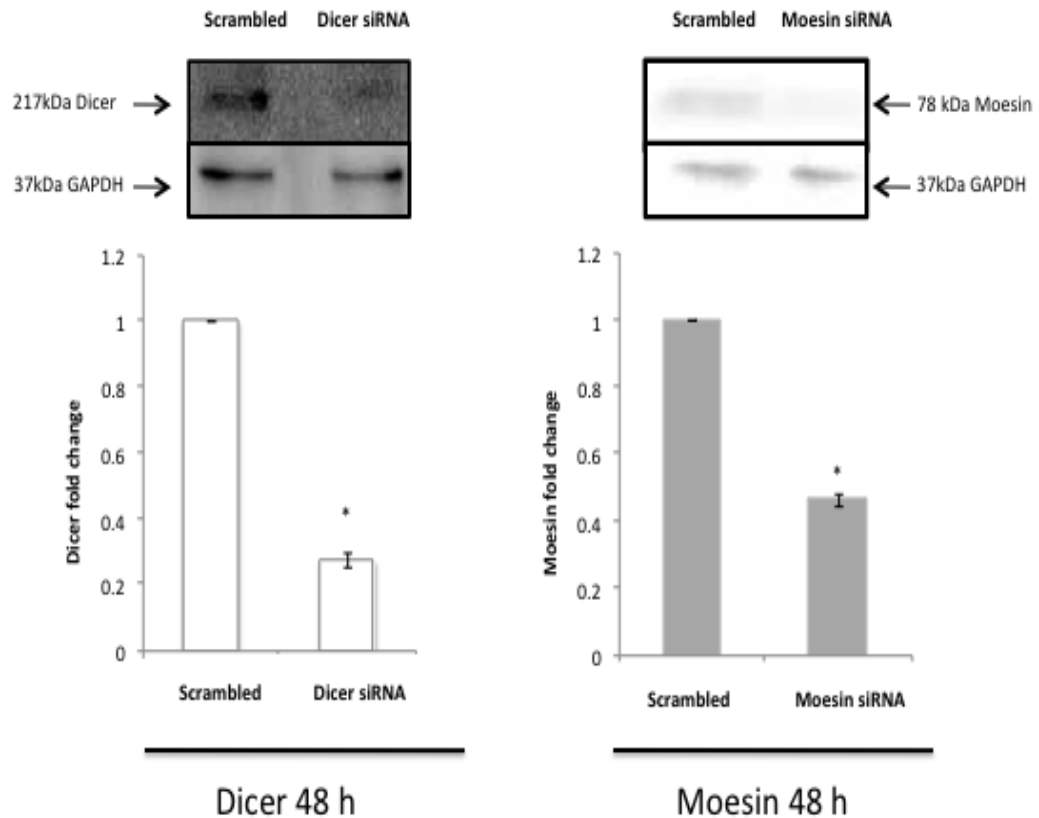 Scrambled Dicer siRNA
217kDa Dicer
37kDa GAPDH
1.2
1
0.8
0.6
0.4
0.2
0
Dicer fold change
*
Scrambled Dicer siRNA
Dicer 48 h
Scrambled Moesin siRNA
78 kDa Moesin
37kDa GAPDH
1.2
1
0.8
0.6
0.4
0.2
0
Moesin fold change
*
Scrambled Moesin siRNA
Moesin 48 h